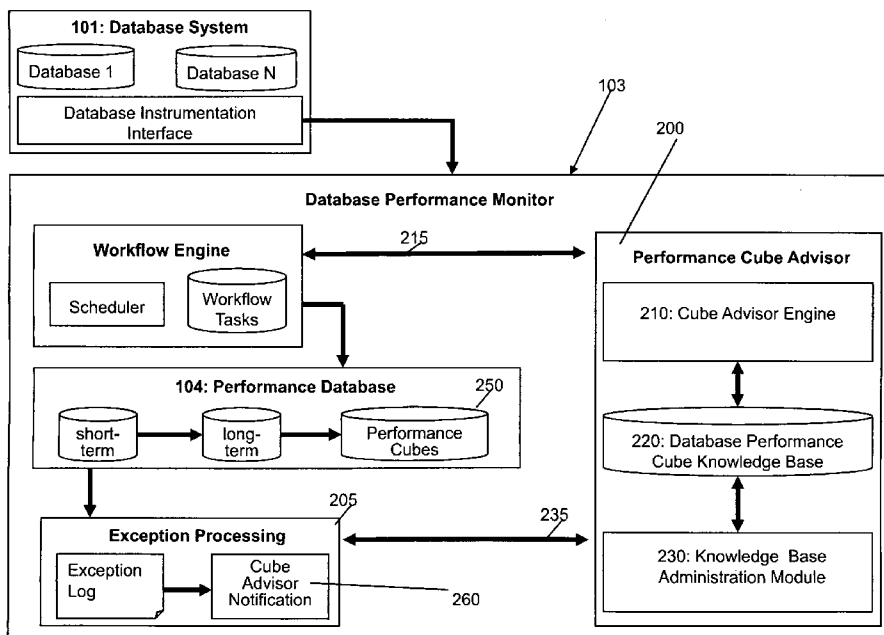 101: Database System
Database 1
Database N
Database Instrumentation
Interface
103
200
Database Performance Monitor
Workflow Engine
215
Scheduler
Workflow
Tasks
Performance Cube Advisor
210: Cube Advisor Engine
104: Performance Database
250
short-
term
long-
term
Performance
Cubes
220: Database Performance
Cube Knowledge Base
205
Exception Processing
235
Exception
Log
Cube
Advisor
Notification
260
230: Knowledge Base
Administration Module